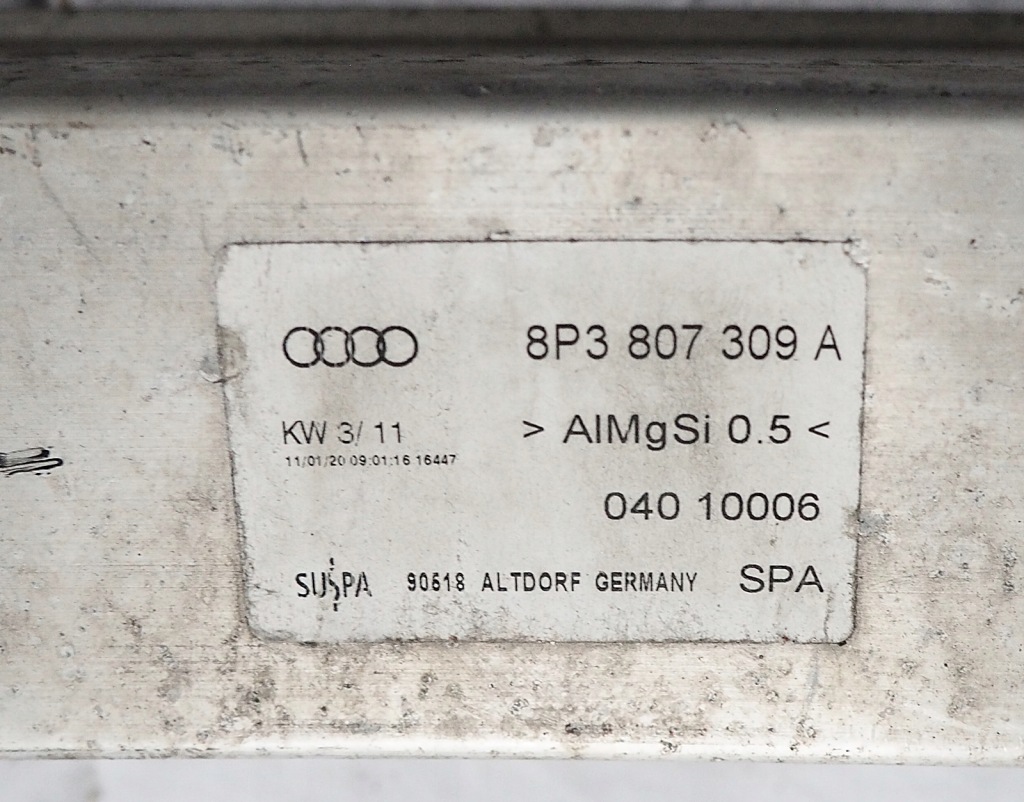 8P3 807 309 A
KW 3/ 11 > AlMgSi 0.5 <
11/01/20 09:01:16 16447
040 10006
SUSPA 90518 ALTDORF GERMANY SPA